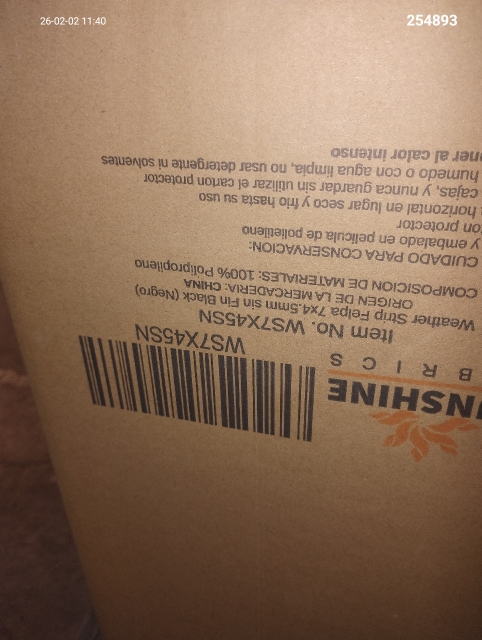 26-02-02 11:40
254893
NSHINE
BRICS
WS7X45SN
Item No. WS7X45SN
Weather Strip Felpa 7x4.5mm sin Fin Black (Negro)
ORIGEN DE LA MERCADERIA: CHINA
COMPOSICION DE MATERIALES: 100% Polipropileno
CUIDADO PARA CONSERVACION:
y embalado en pelicula de polietileno
on protector
horizontal en lugar seco y frio y hasta su uso
cajas, y nunca guardar sin utilizar el carton protector
humedo o con agua limpia, no usar detergente ni solventes
oner al calor intenso